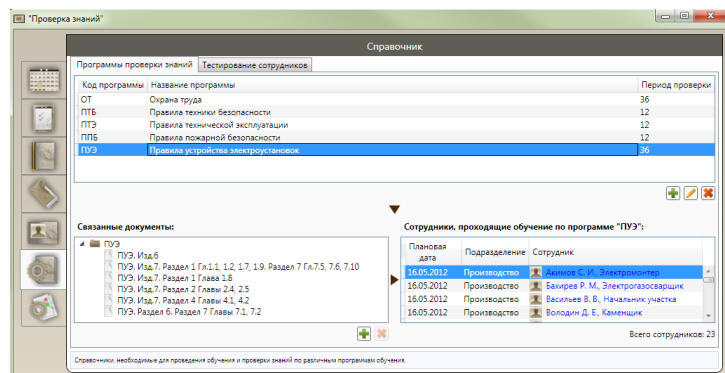 "Проверка знаний"
Справочник
Программы проверки знаний Тестирование сотрудников
Код программы Название программы Период проверки
ОТ Охрана труда 36
ПТБ Правила техники безопасности 12
ПТЭ Правила технической эксплуатации 12
ППБ Правила пожарной безопасности 12
ПУЭ Правила устройства электроустановок 36
Связанные документы:
ПУЭ
ПУЭ. Изд.6
ПУЭ. Изд.7. Раздел 1 Гл.1.1, 1.2, 1.7, 1.9. Раздел 7 Гл.7.5, 7.6, 7.10
ПУЭ. Изд.7. Раздел 1 Глава 1.8
ПУЭ. Изд.7. Раздел 2 Главы 2.4, 2.5
ПУЭ. Изд.7. Раздел 4 Главы 4.1, 4.2
ПУЭ. Раздел 6. Раздел 7 Главы 7.1, 7.2
Сотрудники, проходящие обучение по программе "ПУЭ":
Плановая дата Подразделение Сотрудник
16.05.2012 Производство Акимов С. И., Электромонтер
16.05.2012 Производство Бахирев Р. М., Электрогазосварщик
16.05.2012 Производство Васильев В. В., Начальник участка
16.05.2012 Производство Володин Д. Е., Каменщик
Всего сотрудников: 23
Справочники, необходимые для проведения обучения и проверки знаний по различным программам обучения.